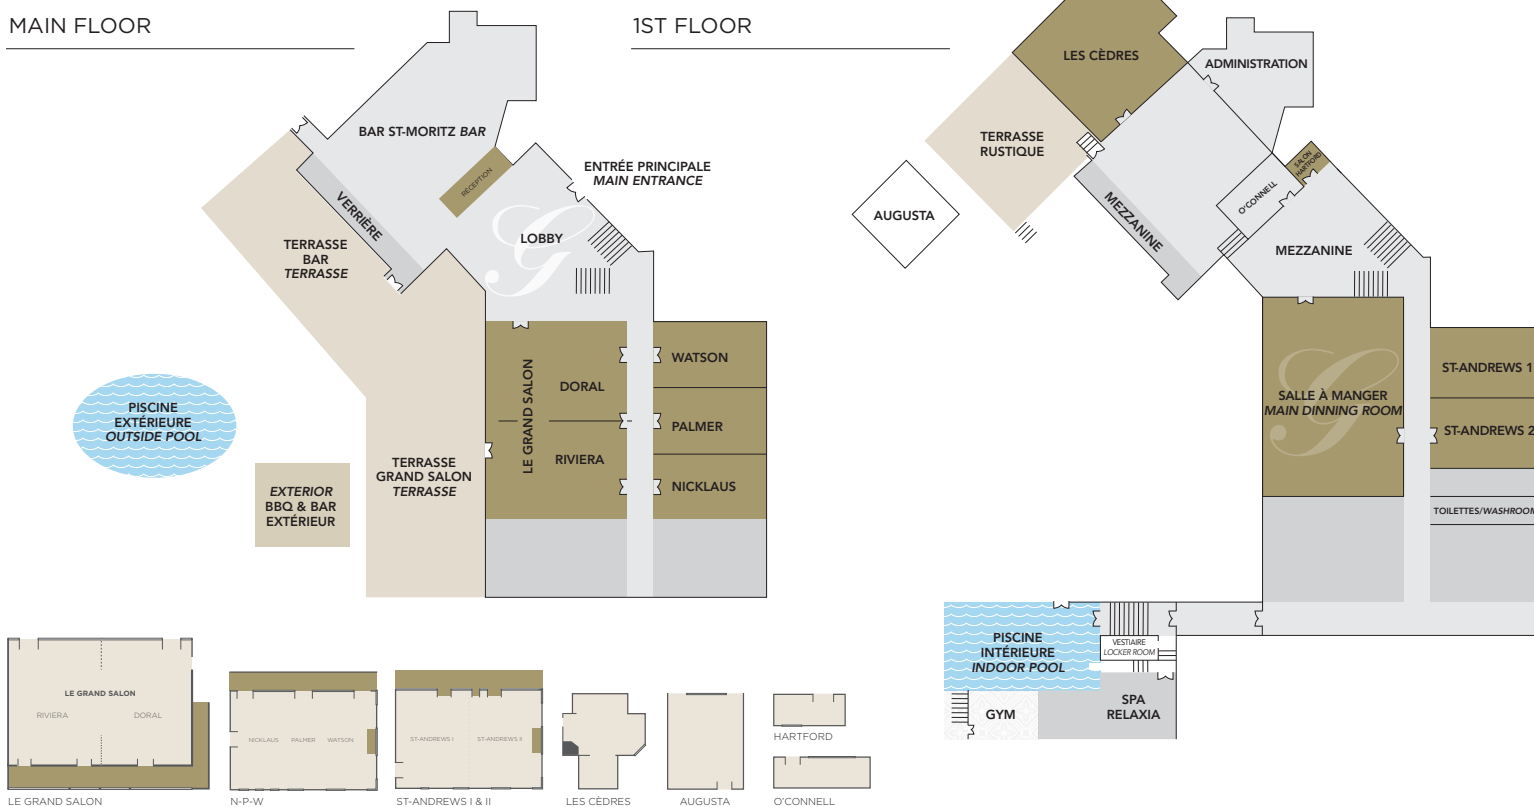 MAIN FLOOR
BAR ST-MORITZ BAR
RÉCEPTION
ENTRÉE PRINCIPALE
MAIN ENTRANCE
VERRIÈRE
LOBBY
G
TERRASSE
BAR
TERRASSE
LE GRAND SALON
DORAL
RIVIERA
WATSON
PALMER
NICKLAUS
PISCINE
EXTÉRIEURE
OUTSIDE POOL
TERRASSE
GRAND SALON
TERRASSE
EXTERIOR
BBQ & BAR
EXTÉRIEUR
1ST FLOOR
LES CÈDRES
ADMINISTRATION
TERRASSE
RUSTIQUE
SALON
HARTFORD
O'CONNELL
AUGUSTA
MEZZANINE
MEZZANINE
G
SALLE À MANGER
MAIN DINNING ROOM
ST-ANDREWS 1
ST-ANDREWS 2
TOILETTES/WASHROOM
PISCINE
INTÉRIEURE
INDOOR POOL
VESTIAIRE
LOCKER ROOM
GYM
SPA
RELAXIA
LE GRAND SALON
RIVIERA
DORAL
LE GRAND SALON
NICKLAUS
PALMER
WATSON
N-P-W
ST-ANDREWS I
ST-ANDREWS II
ST-ANDREWS I & II
LES CÈDRES
AUGUSTA
HARTFORD
O'CONNELL